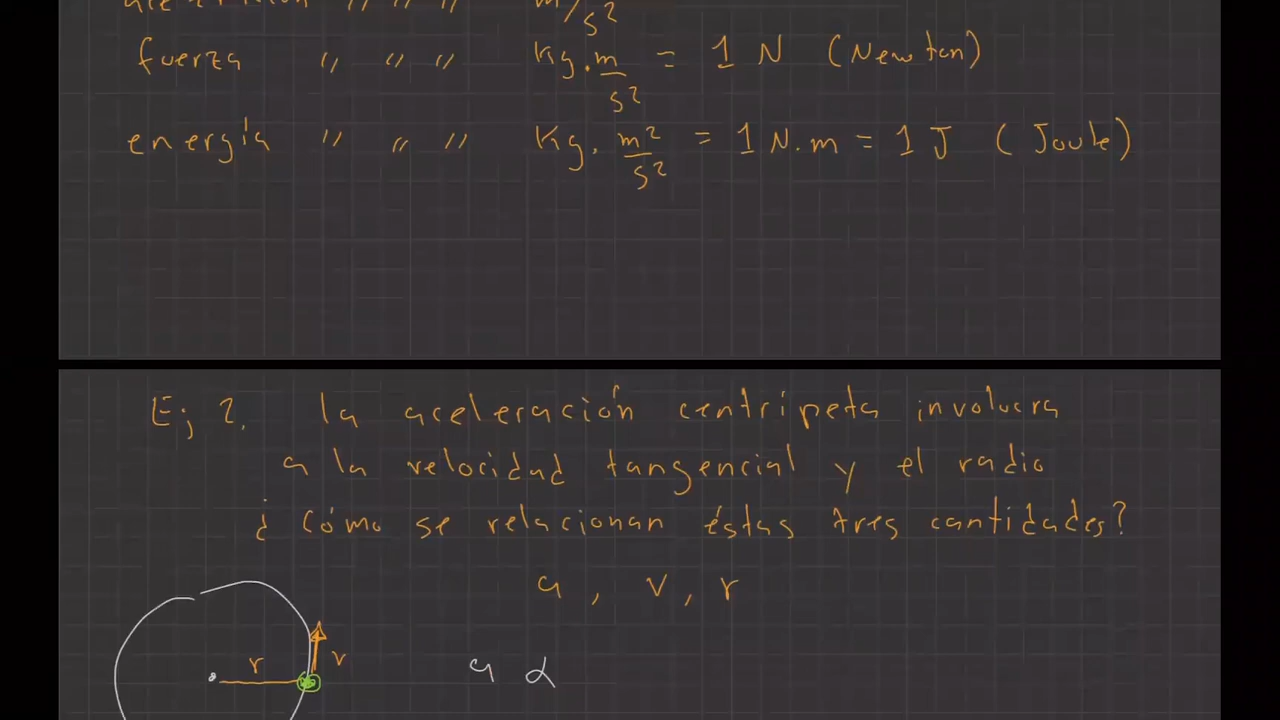 m/s²
fuerza " " " Kg.m/s² = 1 N (Newton)
energía " " " Kg. m²/s² = 1 N.m = 1 J (Joule)
Ej 2. la aceleración centrípeta involucra
a la velocidad tangencial y el radio
¿ cómo se relacionan éstas tres cantidades?
a , v , r
r v a α